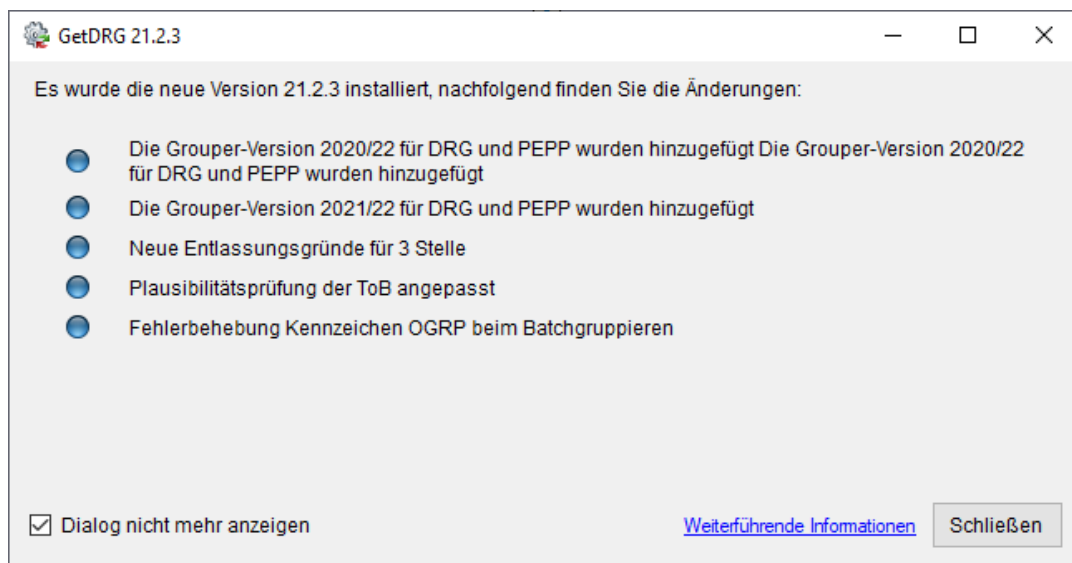 GetDRG 21.2.3
Es wurde die neue Version 21.2.3 installiert, nachfolgend finden Sie die Änderungen:
Die Grouper-Version 2020/22 für DRG und PEPP wurden hinzugefügt Die Grouper-Version 2020/22
für DRG und PEPP wurden hinzugefügt
Die Grouper-Version 2021/22 für DRG und PEPP wurden hinzugefügt
Neue Entlassungsgründe für 3 Stelle
Plausibilitätsprüfung der ToB angepasst
Fehlerbehebung Kennzeichen OGRP beim Batchgruppieren
Dialog nicht mehr anzeigen
Weiterführende Informationen
Schließen